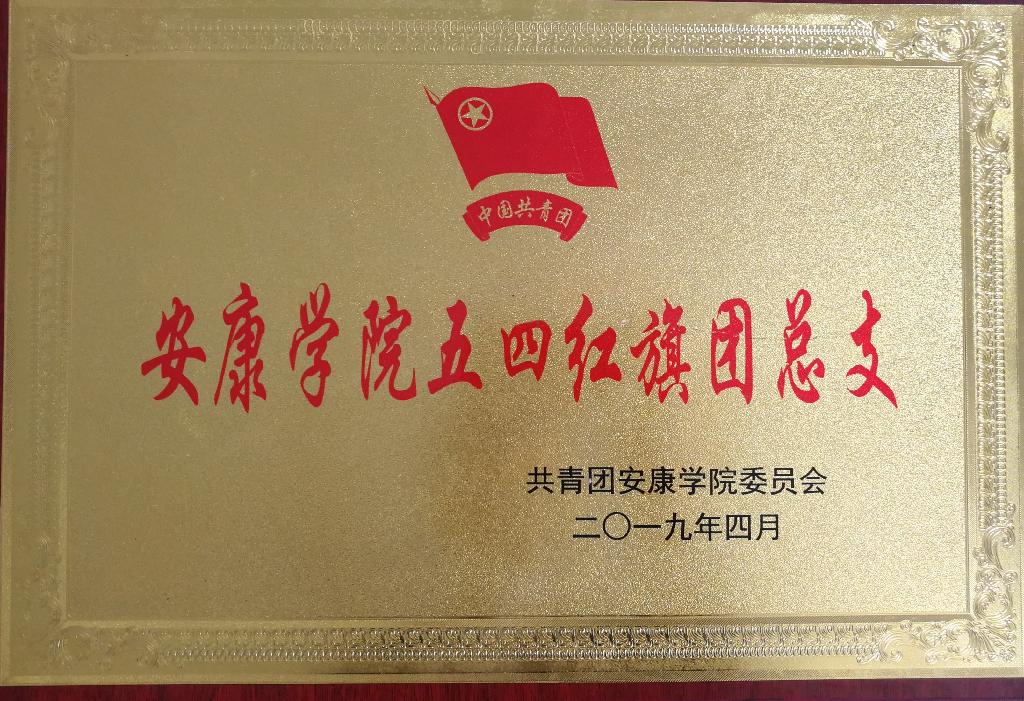 中国共青团
安康学院五四红旗团总支
共青团安康学院委员会
二〇一九年四月